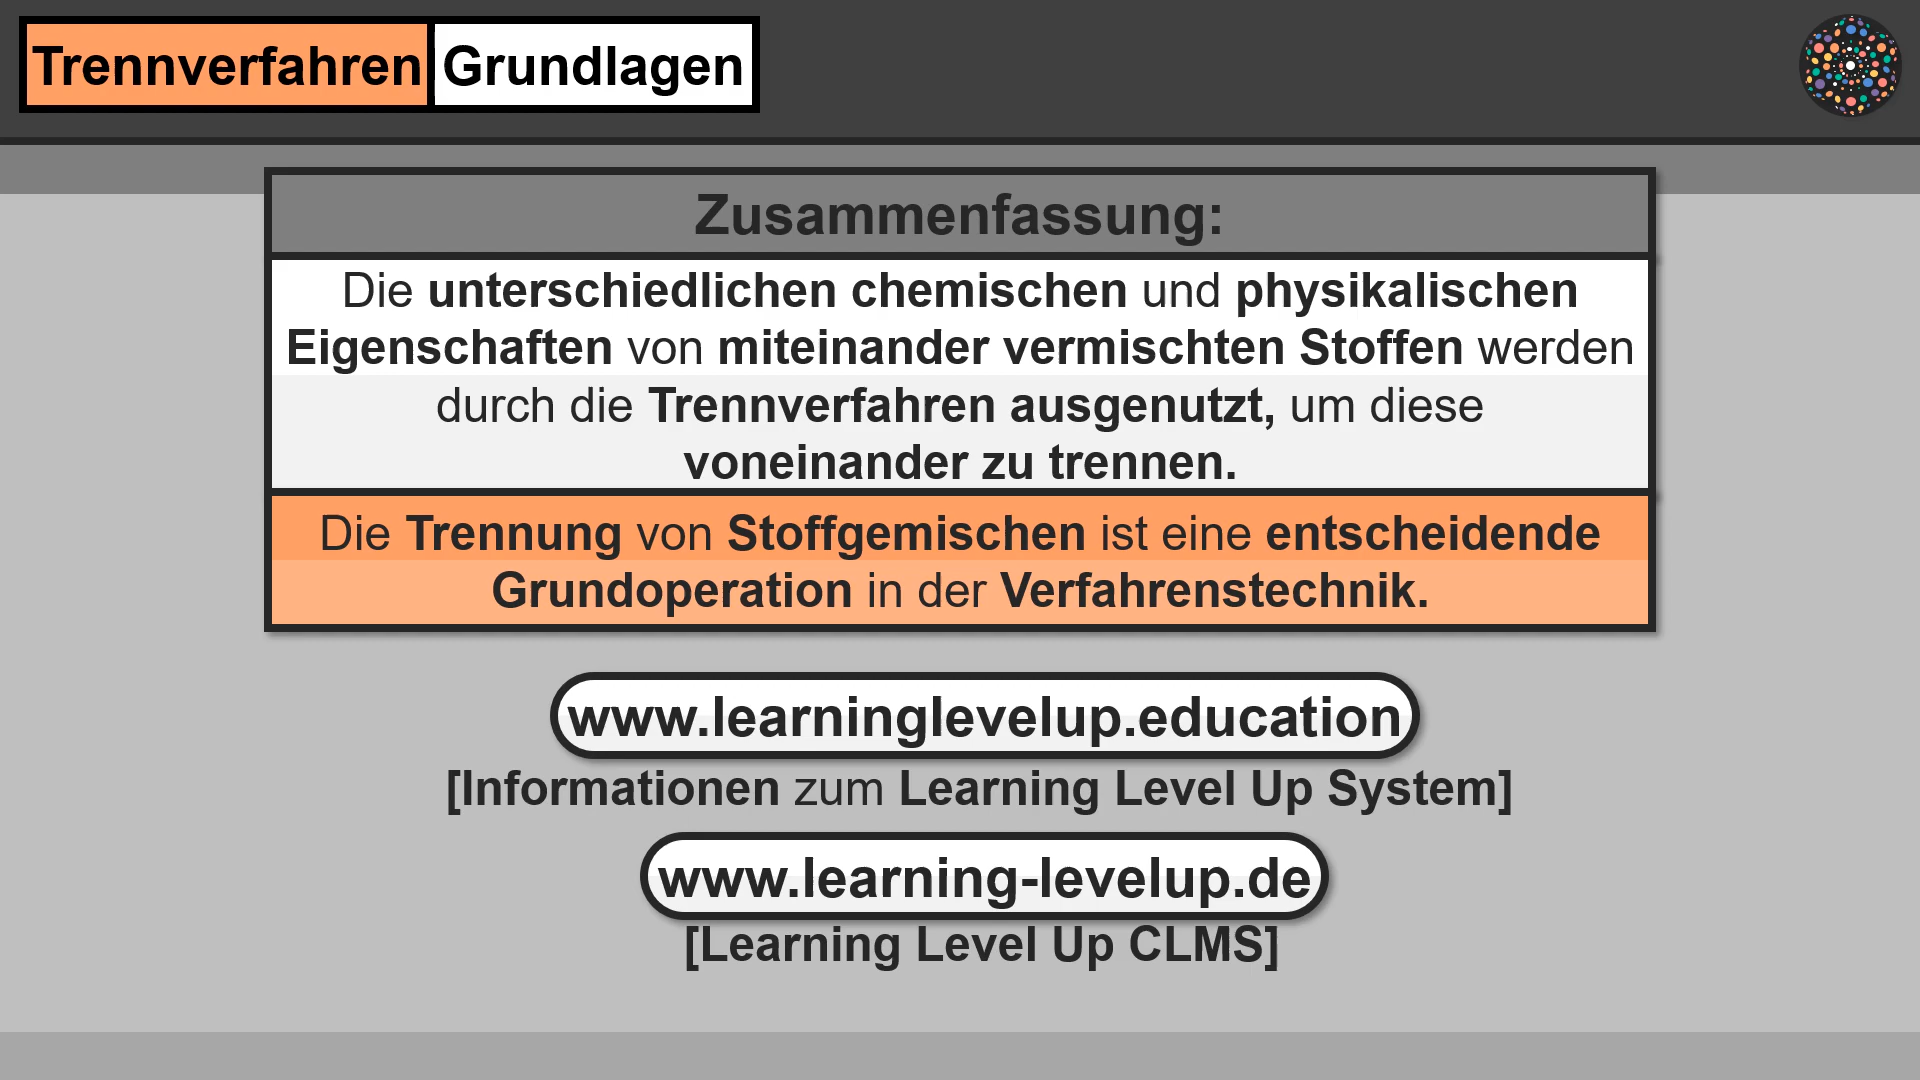 Trennverfahren Grundlagen
Zusammenfassung:
Die unterschiedlichen chemischen und physikalischen
Eigenschaften von miteinander vermischten Stoffen werden
durch die Trennverfahren ausgenutzt, um diese
voneinander zu trennen.
Die Trennung von Stoffgemischen ist eine entscheidende
Grundoperation in der Verfahrenstechnik.
www.learninglevelup.education
[Informationen zum Learning Level Up System]
www.learning-levelup.de
[Learning Level Up CLMS]